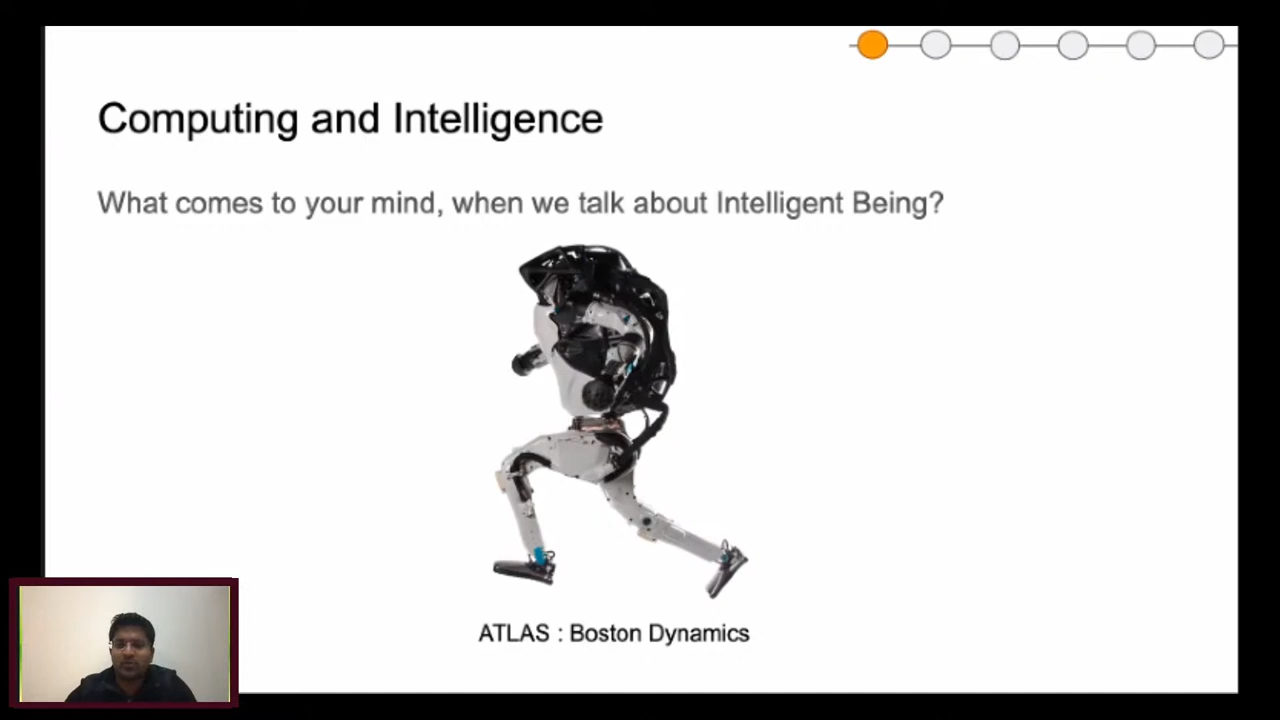 Computing and Intelligence
What comes to your mind, when we talk about Intelligent Being?
ATLAS : Boston Dynamics